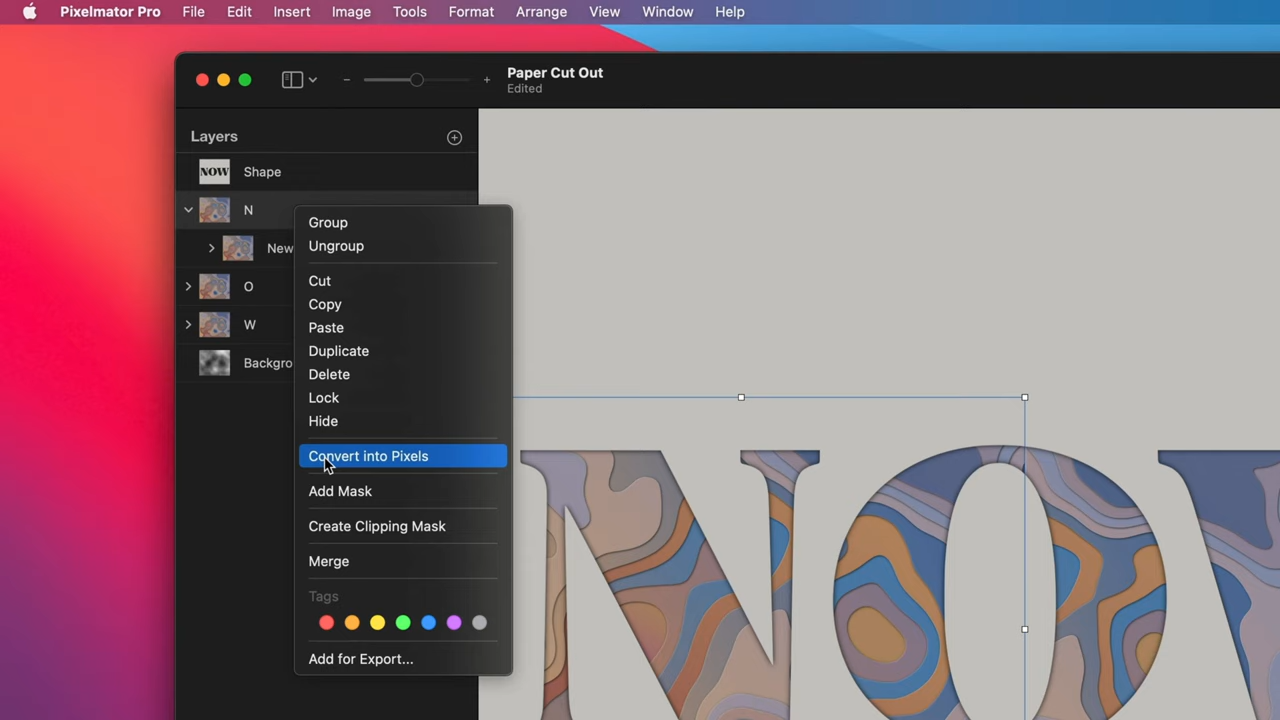 Pixelmator Pro File Edit Insert Image Tools Format Arrange View Window Help
Paper Cut Out
Edited
Layers
NOW Shape
N
New
O
W
Backgro
Group
Ungroup
Cut
Copy
Paste
Duplicate
Delete
Lock
Hide
Convert into Pixels
Add Mask
Create Clipping Mask
Merge
Tags
Add for Export...
NOW